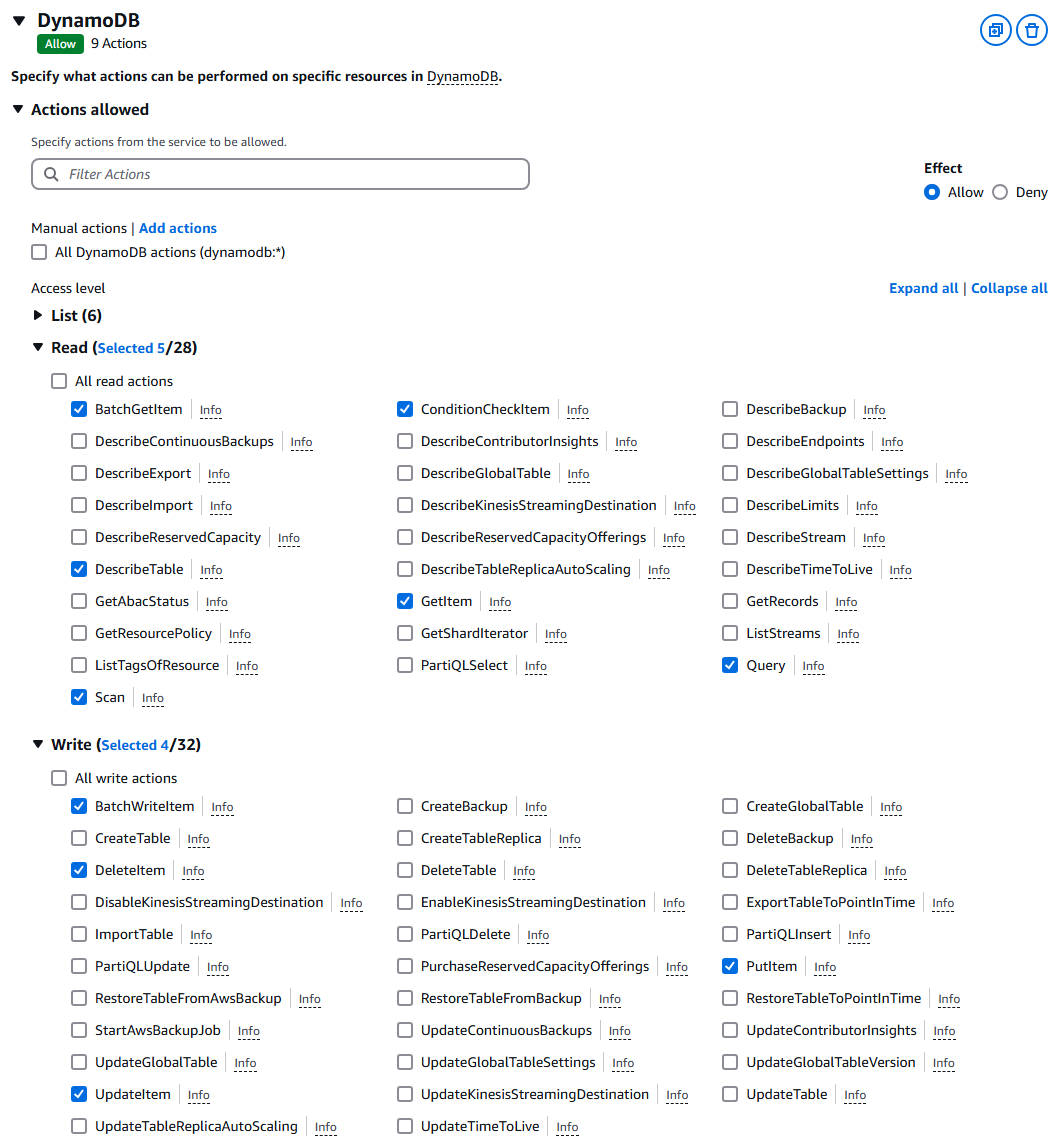 DynamoDB
Allow 9 Actions
Specify what actions can be performed on specific resources in DynamoDB.
Actions allowed
Specify actions from the service to be allowed.
Filter Actions
Effect
Allow Deny
Manual actions | Add actions
All DynamoDB actions (dynamodb:*)
Access level Expand all | Collapse all
List (6)
Read (Selected 5/28)
All read actions
BatchGetItem Info ConditionCheckItem Info DescribeBackup Info
DescribeContinuousBackups Info DescribeContributorInsights Info DescribeEndpoints Info
DescribeExport Info DescribeGlobalTable Info DescribeGlobalTableSettings Info
DescribeImport Info DescribeKinesisStreamingDestination Info DescribeLimits Info
DescribeReservedCapacity Info DescribeReservedCapacityOfferings Info DescribeStream Info
DescribeTable Info DescribeTableReplicaAutoScaling Info DescribeTimeToLive Info
GetAbacStatus Info GetItem Info GetRecords Info
GetResourcePolicy Info GetShardIterator Info ListStreams Info
ListTagsOfResource Info PartiQLSelect Info Query Info
Scan Info
Write (Selected 4/32)
All write actions
BatchWriteItem Info CreateBackup Info CreateGlobalTable Info
CreateTable Info CreateTableReplica Info DeleteBackup Info
DeleteItem Info DeleteTable Info DeleteTableReplica Info
DisableKinesisStreamingDestination Info EnableKinesisStreamingDestination Info ExportTableToPointInTime Info
ImportTable Info PartiQLDelete Info PartiQLInsert Info
PartiQLUpdate Info PurchaseReservedCapacityOfferings Info PutItem Info
RestoreTableFromAwsBackup Info RestoreTableFromBackup Info RestoreTableToPointInTime Info
StartAwsBackupJob Info UpdateContinuousBackups Info UpdateContributorInsights Info
UpdateGlobalTable Info UpdateGlobalTableSettings Info UpdateGlobalTableVersion Info
UpdateItem Info UpdateKinesisStreamingDestination Info UpdateTable Info
UpdateTableReplicaAutoScaling Info UpdateTimeToLive Info